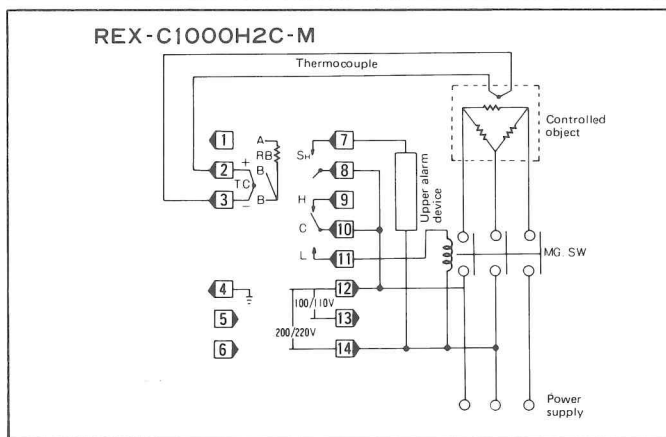 REX-C1000H2C-M
Thermocouple
Controlled
object
1 A
RB
2 + B
TC
3 − B
4
5
6
SH 7
8
H 9
C 10
L 11
12
100/110V
13
200/220V
14
Upper alarm
device
MG. SW
Power
supply